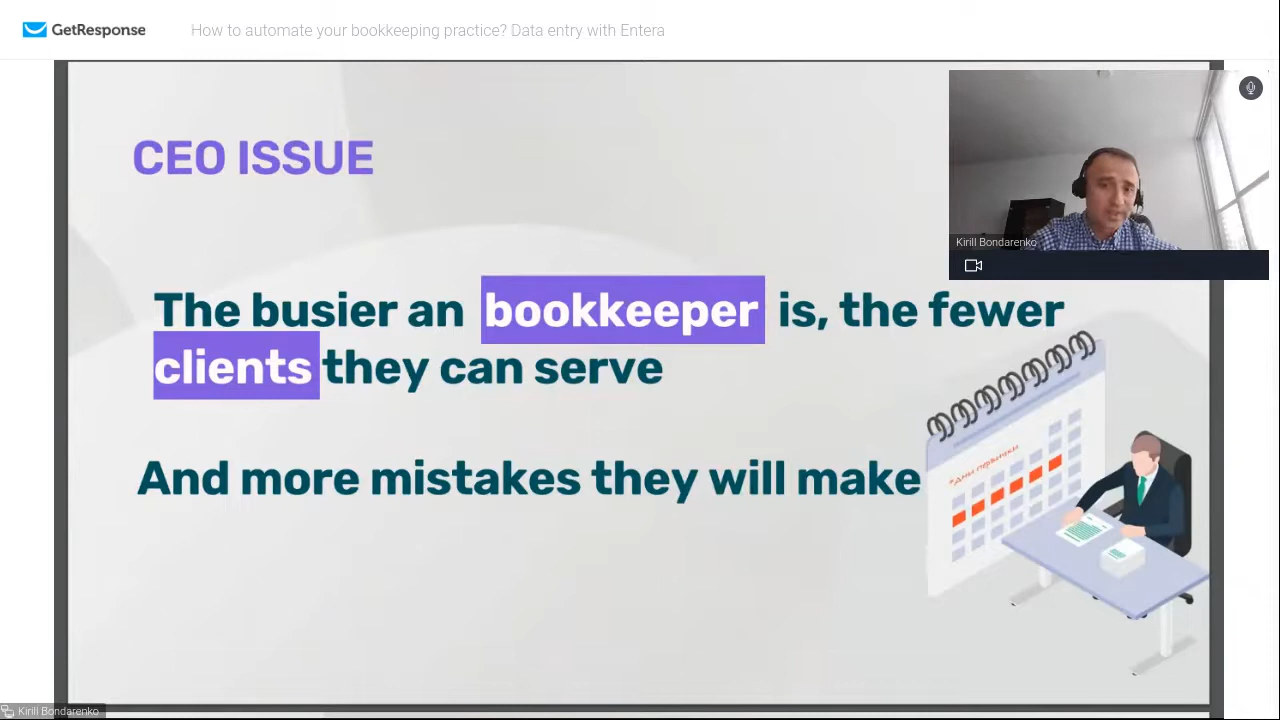 GetResponse
How to automate your bookkeeping practice? Data entry with Entera
CEO ISSUE
Kirill Bondarenko
The busier an bookkeeper is, the fewer
clients they can serve
And more mistakes they will make
Kirill Bondarenko